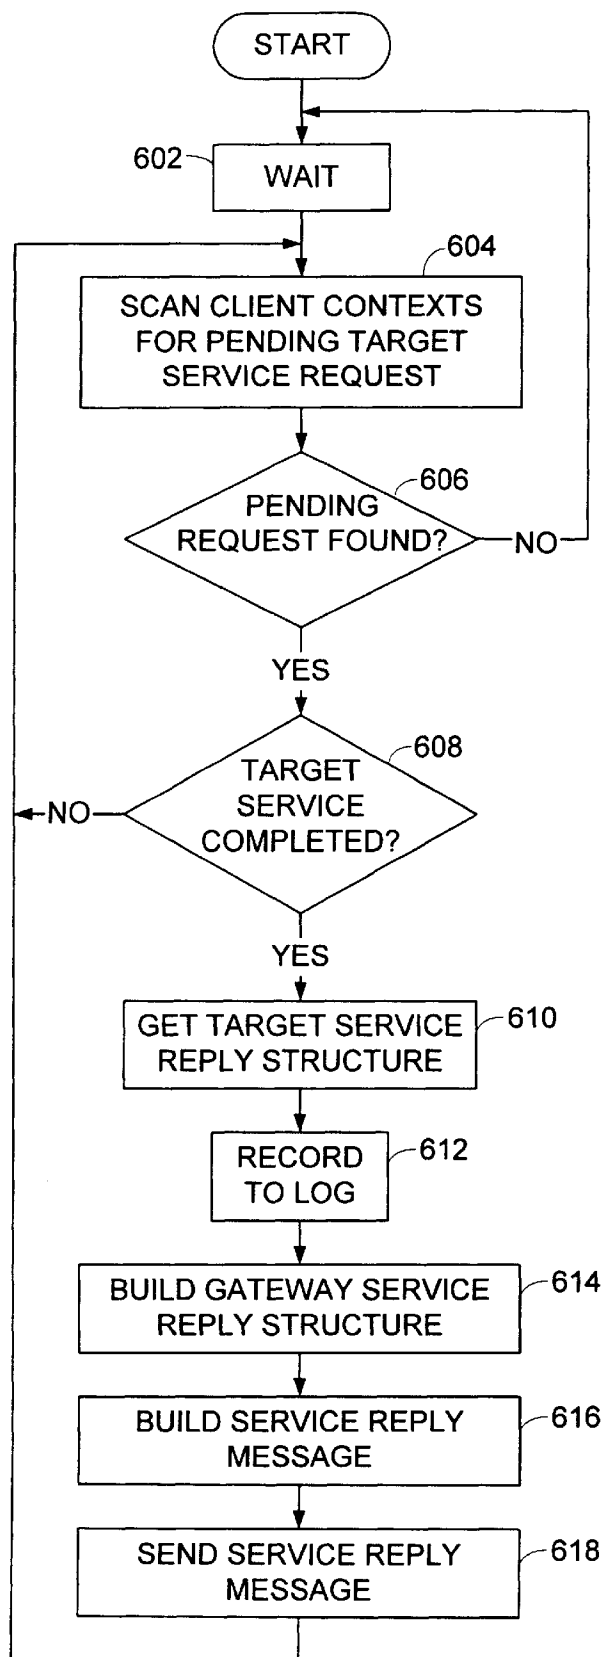 START
602
WAIT
604
SCAN CLIENT CONTEXTS
FOR PENDING TARGET
SERVICE REQUEST
606
PENDING
REQUEST FOUND?
NO
YES
608
TARGET
SERVICE
COMPLETED?
NO
YES
GET TARGET SERVICE
REPLY STRUCTURE
610
RECORD
TO LOG
612
BUILD GATEWAY SERVICE
REPLY STRUCTURE
614
BUILD SERVICE REPLY
MESSAGE
616
SEND SERVICE REPLY
MESSAGE
618